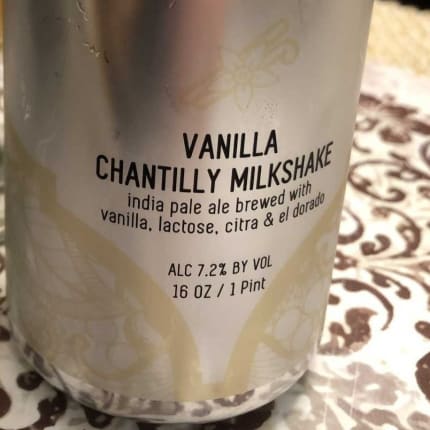 VANILLA
CHANTILLY MILKSHAKE
india pale ale brewed with
vanilla, lactose, citra & el dorado
ALC 7.2% BY VOL
16 OZ / 1 Pint